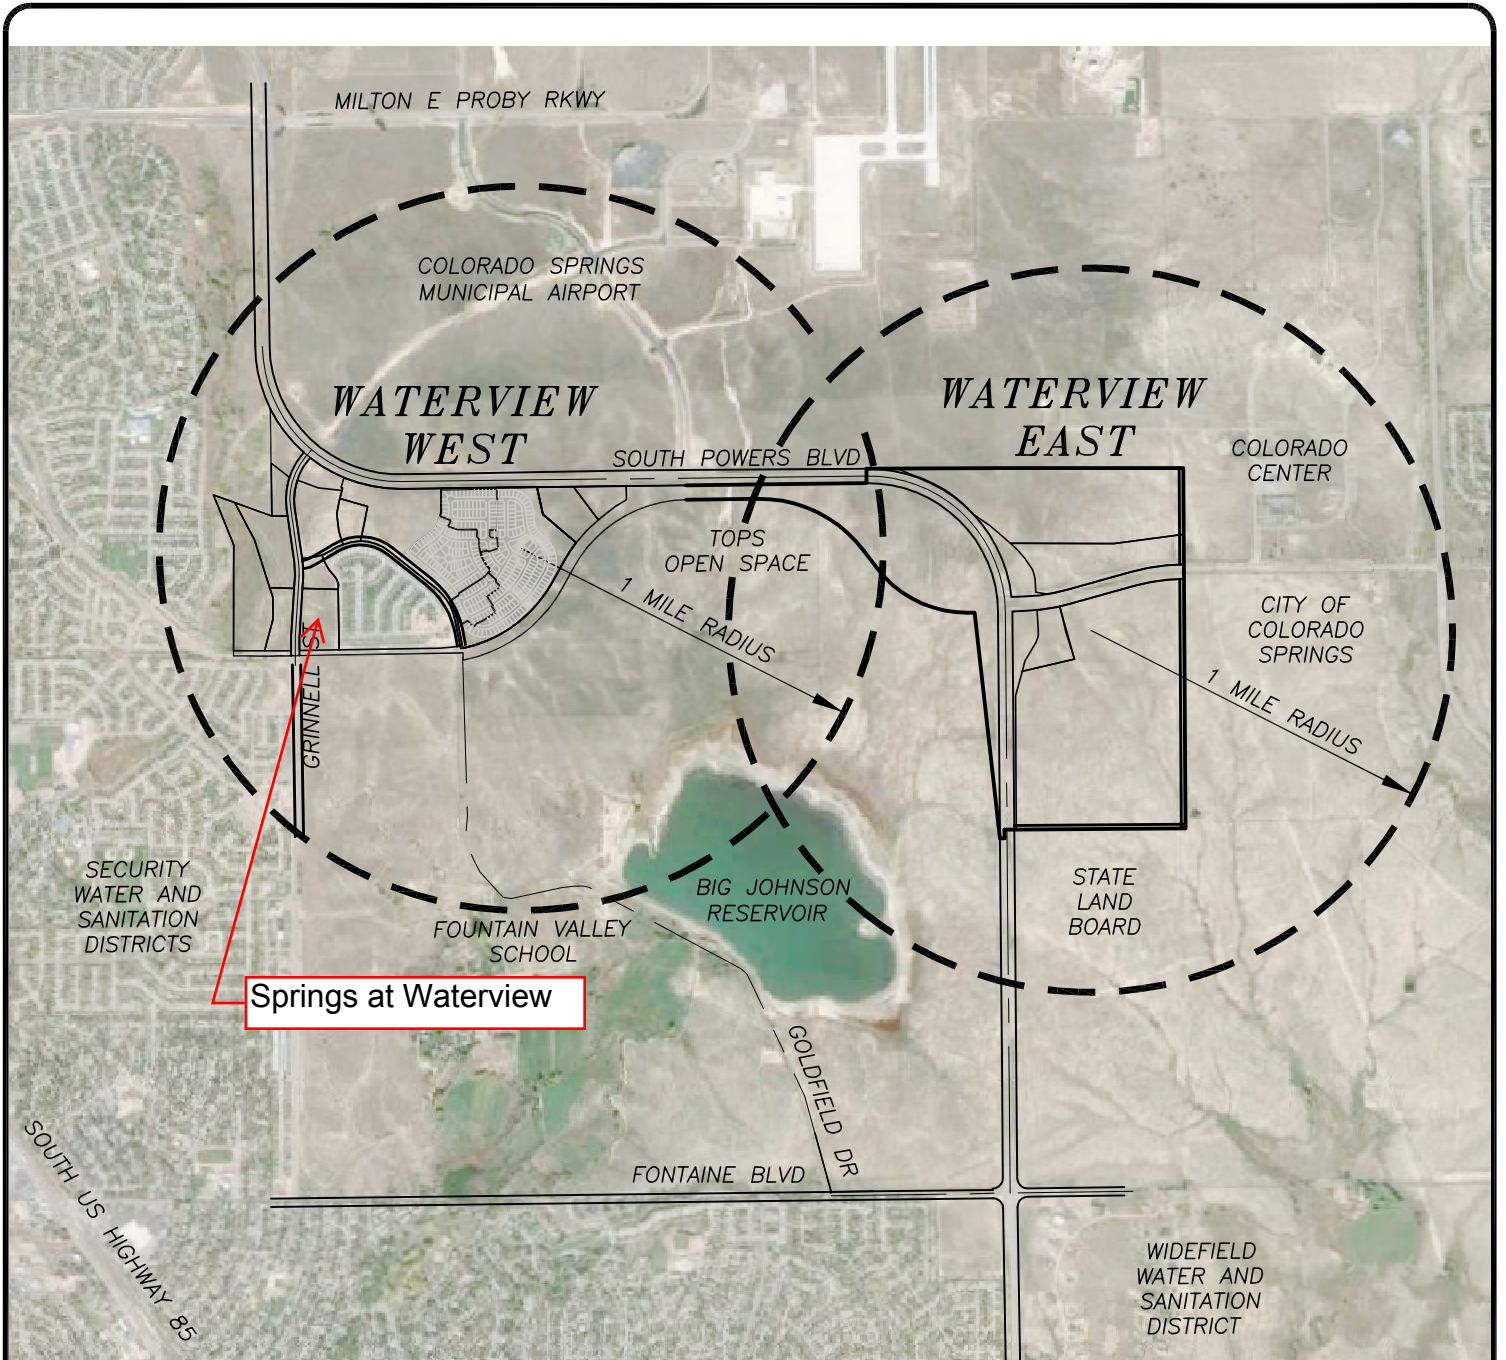 MILTON E PROBY RKWY
COLORADO SPRINGS
MUNICIPAL AIRPORT
WATERVIEW
WEST
WATERVIEW
EAST
SOUTH POWERS BLVD
COLORADO
CENTER
TOPS
OPEN SPACE
1 MILE RADIUS
CITY OF
COLORADO
SPRINGS
1 MILE RADIUS
GRINNELL ST
SECURITY
WATER AND
SANITATION
DISTRICTS
BIG JOHNSON
RESERVOIR
STATE
LAND
BOARD
FOUNTAIN VALLEY
SCHOOL
Springs at Waterview
GOLDFIELD DR
SOUTH US HIGHWAY 85
FONTAINE BLVD
WIDEFIELD
WATER AND
SANITATION
DISTRICT